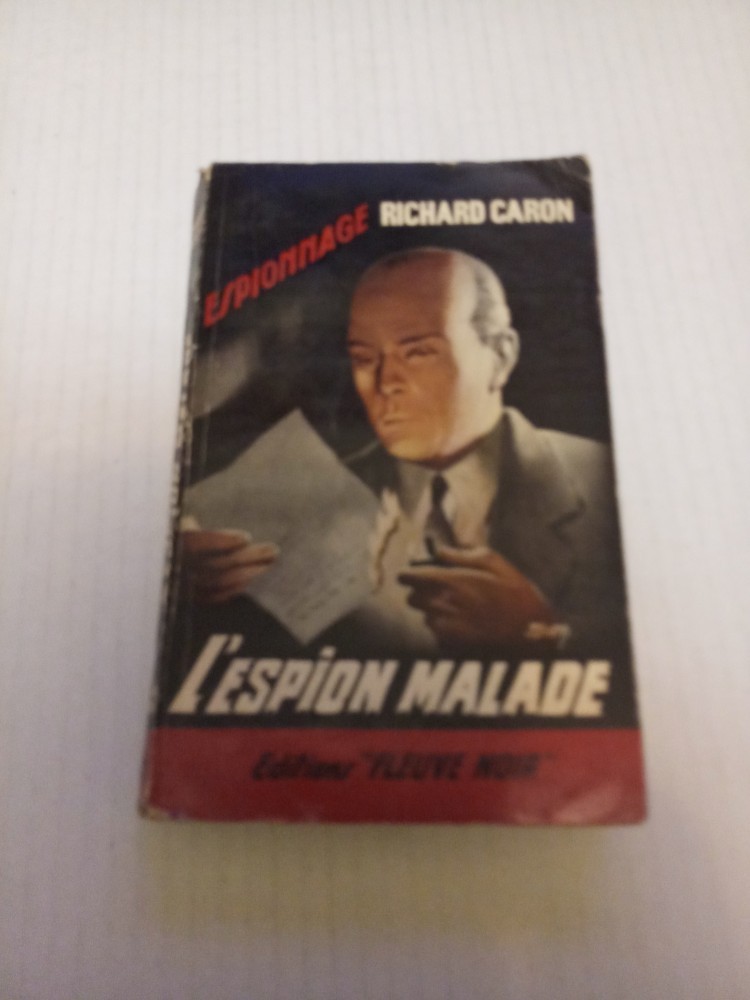 ESPIONNAGE
RICHARD CARON
L'ESPION MALADE
Editions "FLEUVE NOIR"